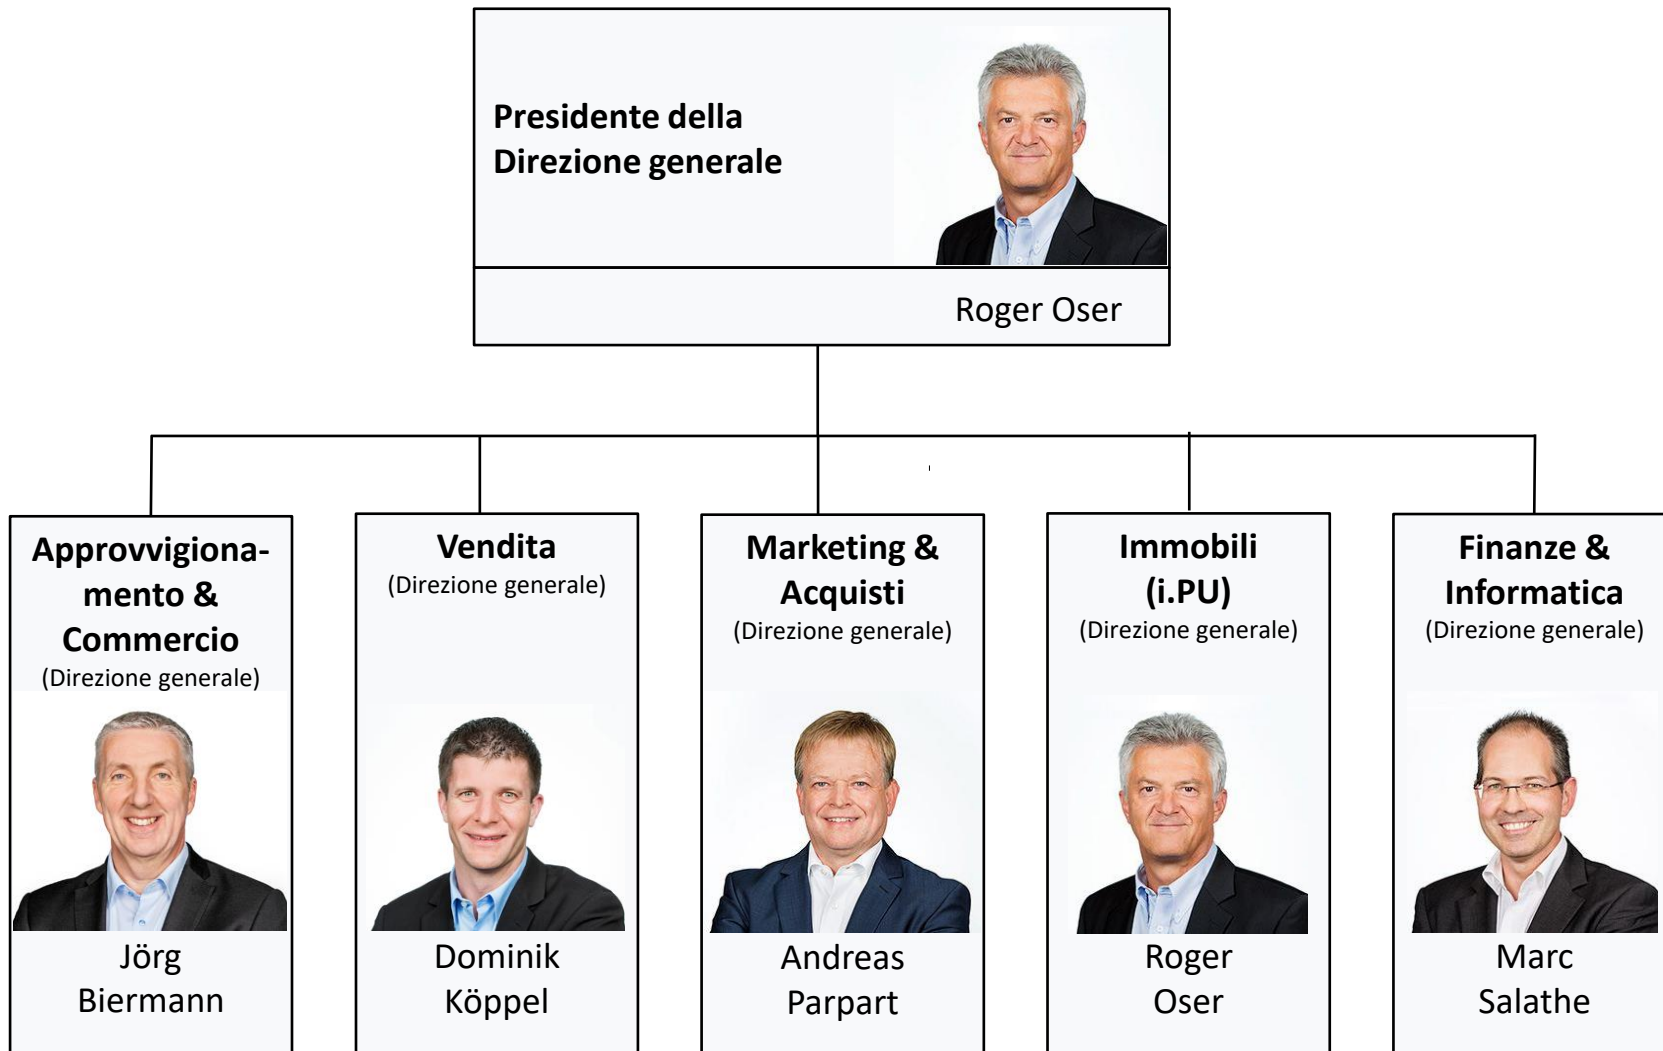 Presidente della
Direzione generale
Roger Oser
Approvvigiona-
mento &
Commercio
(Direzione generale)
Jörg
Biermann
Vendita
(Direzione generale)
Dominik
Köppel
Marketing &
Acquisti
(Direzione generale)
Andreas
Parpart
Immobili
(i.PU)
(Direzione generale)
Roger
Oser
Finanze &
Informatica
(Direzione generale)
Marc
Salathe